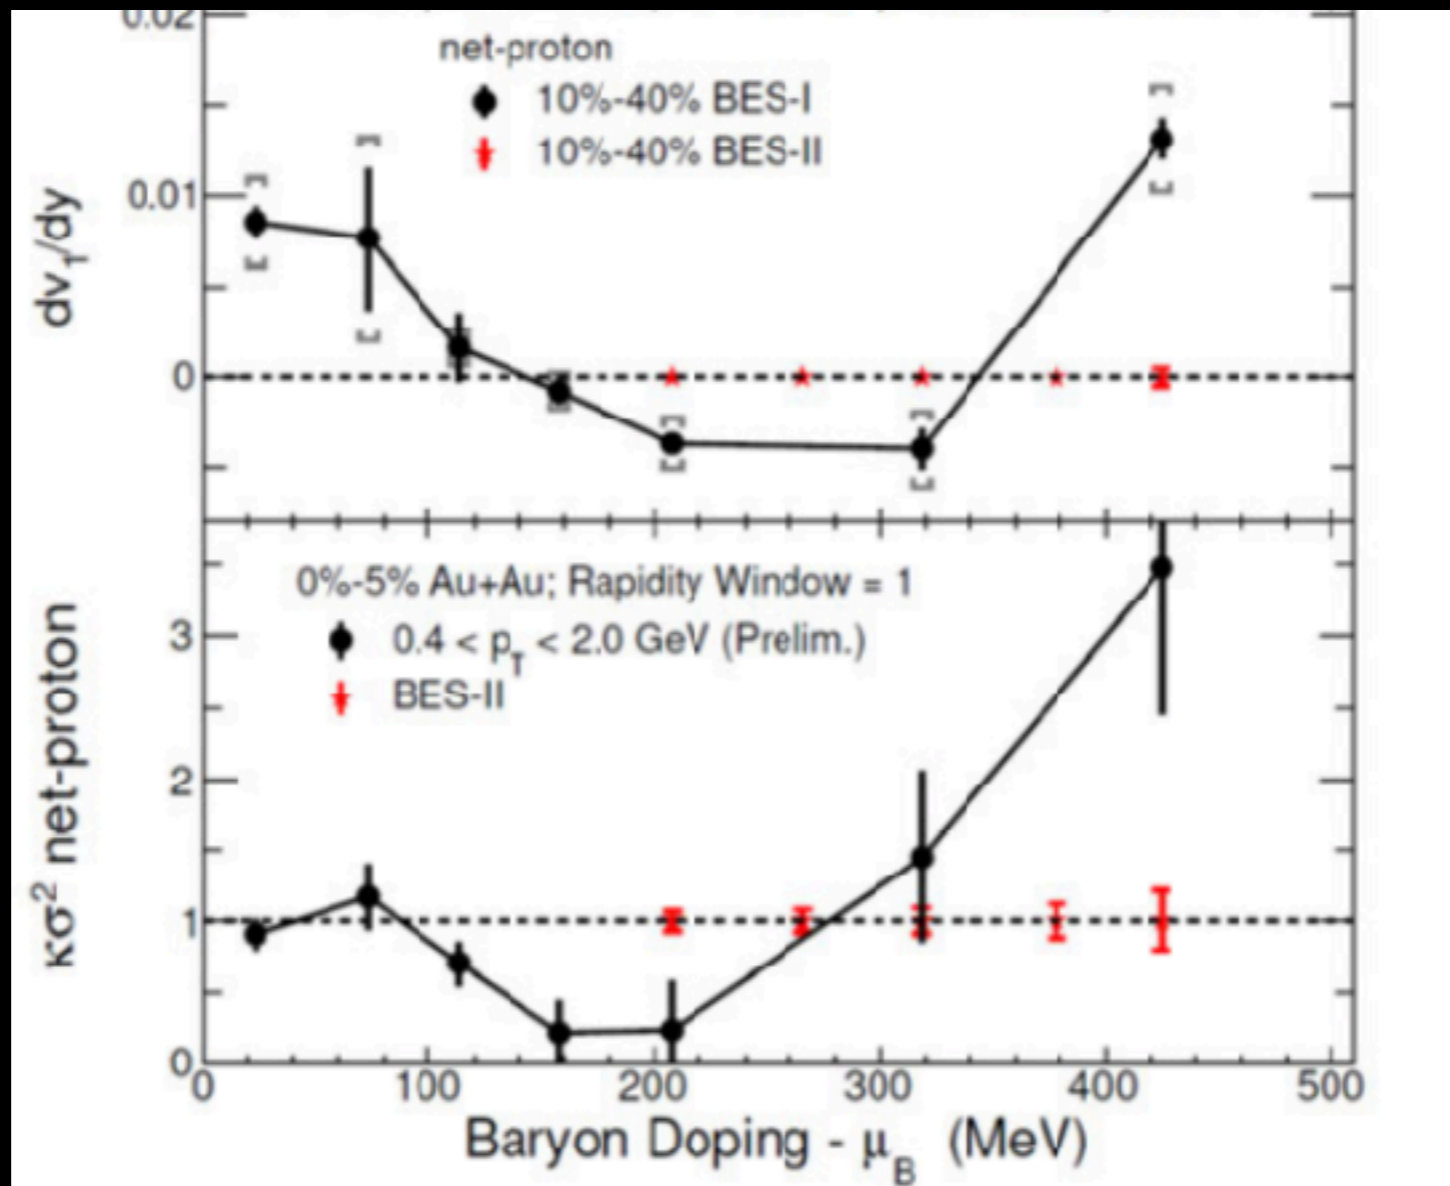 0.02
net-proton
10%-40% BES-I
10%-40% BES-II
0.01
0
dv1/dy
0%-5% Au+Au; Rapidity Window = 1
0.4 < pT < 2.0 GeV (Prelim.)
BES-II
3
2
1
0
κσ² net-proton
0 100 200 300 400 500
Baryon Doping - μB (MeV)